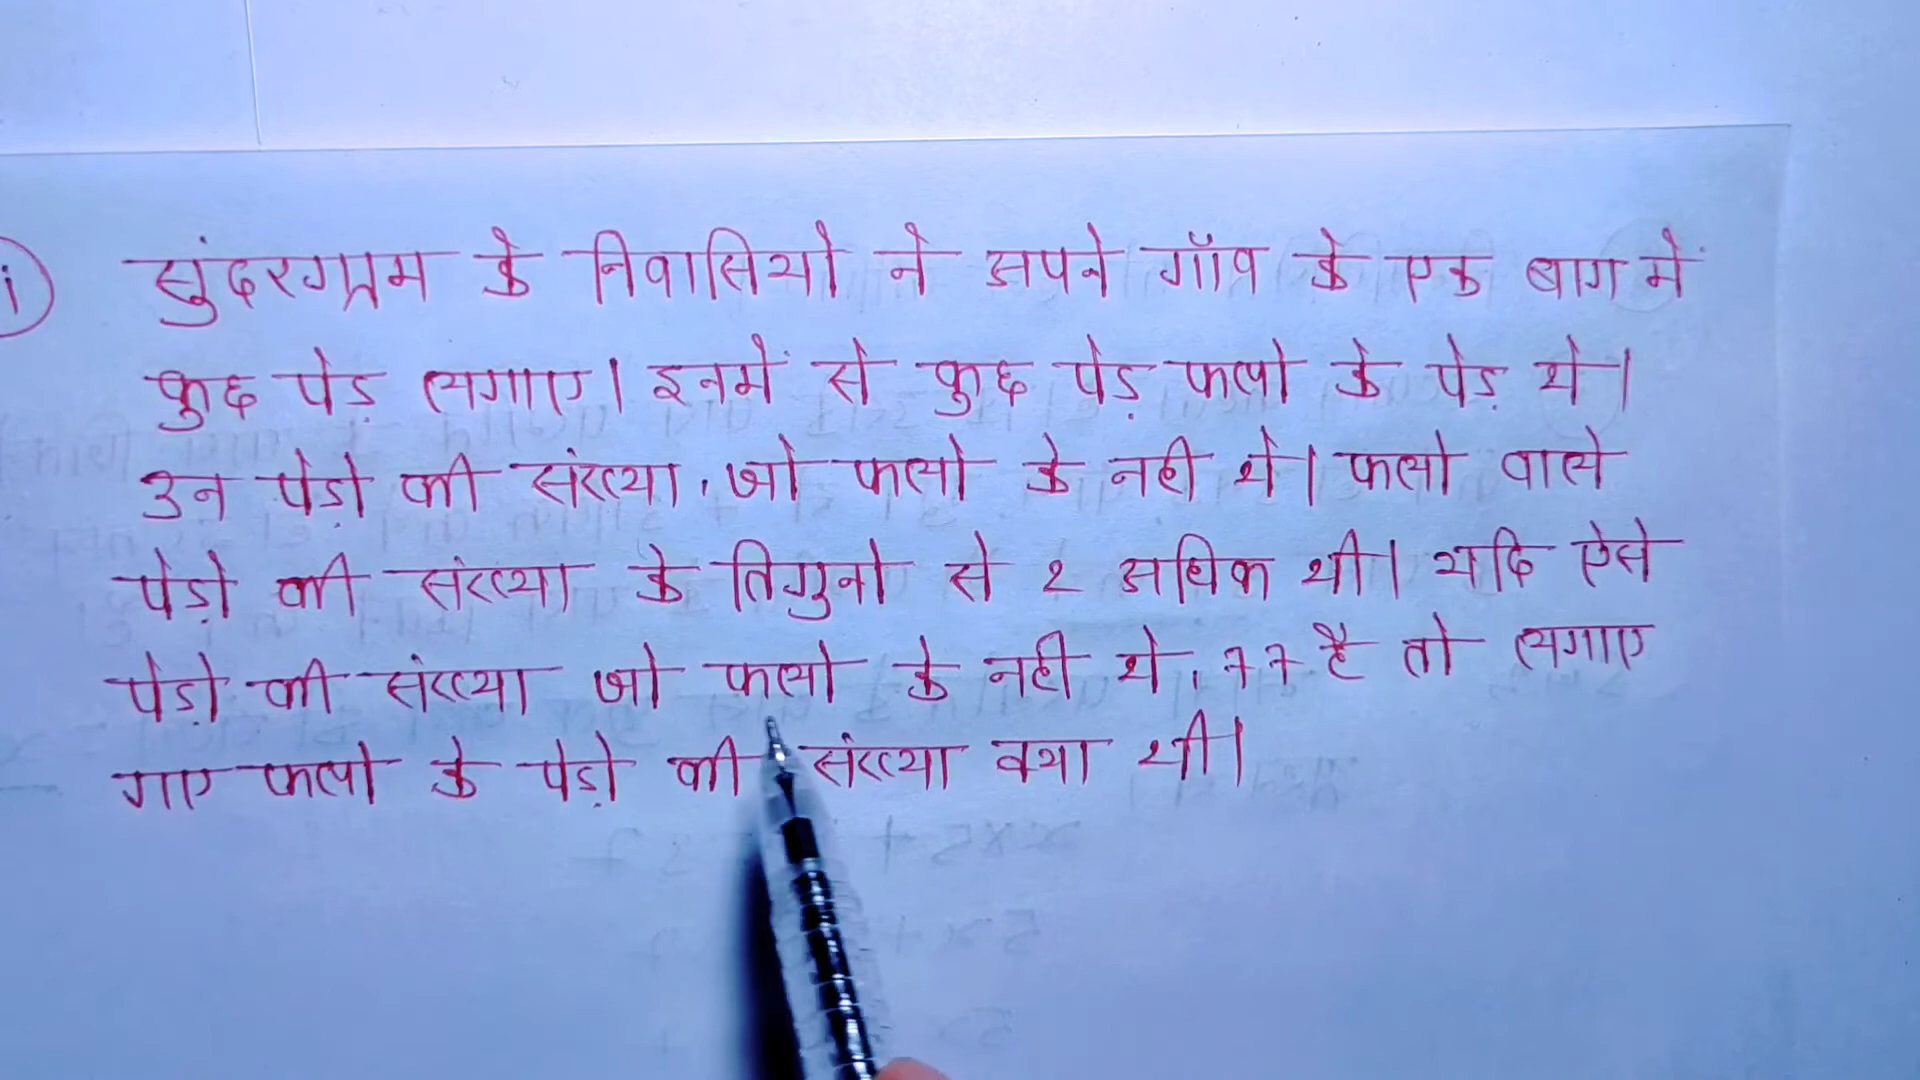 i
सुंदरग्राम के निवासियो ने अपने गाॅव के एक बाग में
कुछ पेड़ लगाए। इनमें से कुछ पेड़ फलो के पेड़ थे।
उन पेड़ो की संख्या, जो फलो के नही थे। फलो वाले
पेड़ो की संख्या के तिगुनो से 2 अधिक थी। यदि ऐसे
पेड़ो की संख्या जो फलो के नही थे, 77 है तो लगाए
गए फलो के पेड़ो की संख्या क्या थी।